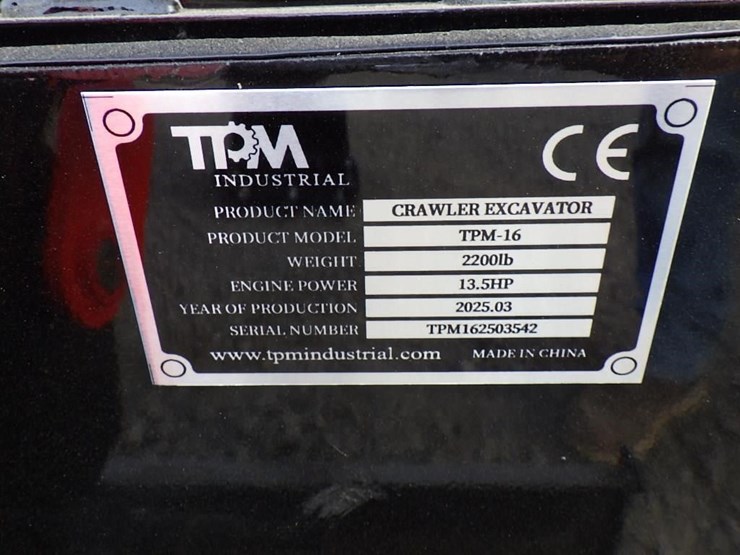 TPM
INDUSTRIAL
CE
PRODUCT NAME CRAWLER EXCAVATOR
PRODUCT MODEL TPM-16
WEIGHT 2200lb
ENGINE POWER 13.5HP
YEAR OF PRODUCTION 2025.03
SERIAL NUMBER TPM162503542
www.tpmindustrial.com MADE IN CHINA